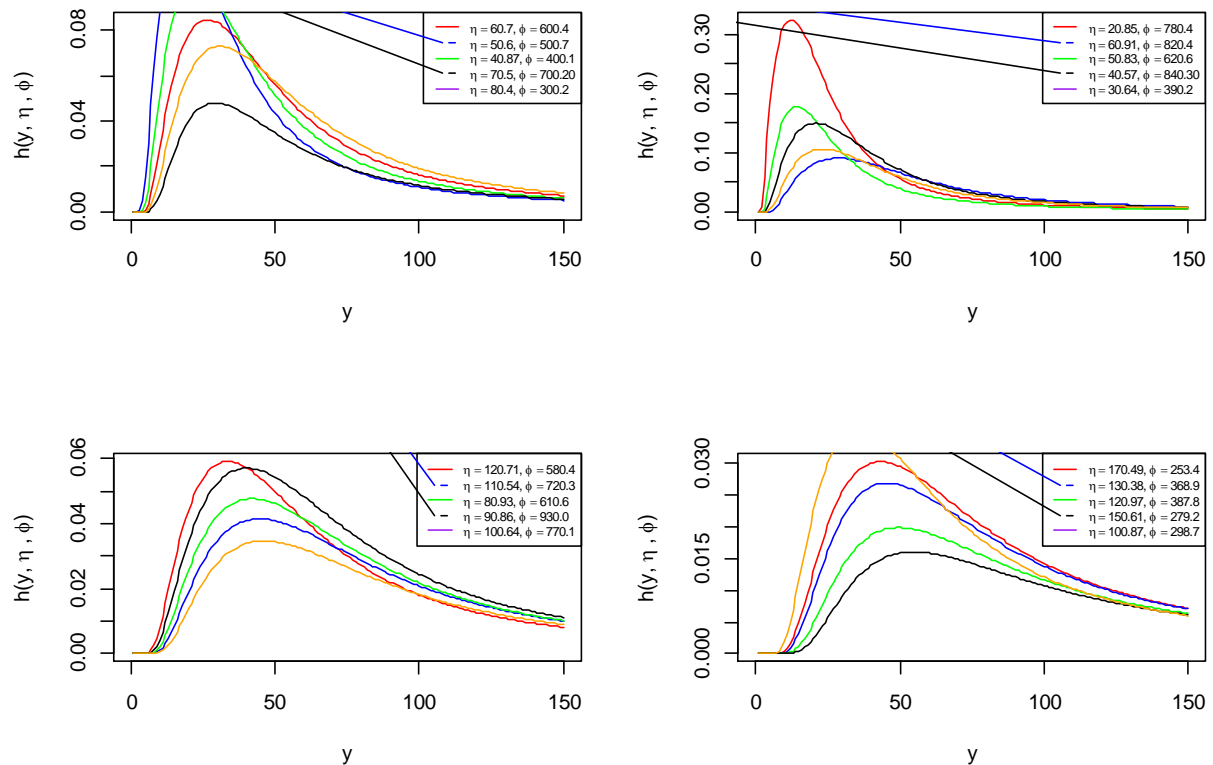 h(y, η , ϕ)
0.00 0.04 0.08
η = 60.7, ϕ = 600.4
η = 50.6, ϕ = 500.7
η = 40.87, ϕ = 400.1
η = 70.5, ϕ = 700.20
η = 80.4, ϕ = 300.2
0 50 100 150
y
h(y, η , ϕ)
0.00 0.10 0.20 0.30
η = 20.85, ϕ = 780.4
η = 60.91, ϕ = 820.4
η = 50.83, ϕ = 620.6
η = 40.57, ϕ = 840.30
η = 30.64, ϕ = 390.2
0 50 100 150
y
h(y, η , ϕ)
0.00 0.02 0.04 0.06
η = 120.71, ϕ = 580.4
η = 110.54, ϕ = 720.3
η = 80.93, ϕ = 610.6
η = 90.86, ϕ = 930.0
η = 100.64, ϕ = 770.1
0 50 100 150
y
h(y, η , ϕ)
0.000 0.015 0.030
η = 170.49, ϕ = 253.4
η = 130.38, ϕ = 368.9
η = 120.97, ϕ = 387.8
η = 150.61, ϕ = 279.2
η = 100.87, ϕ = 298.7
0 50 100 150
y